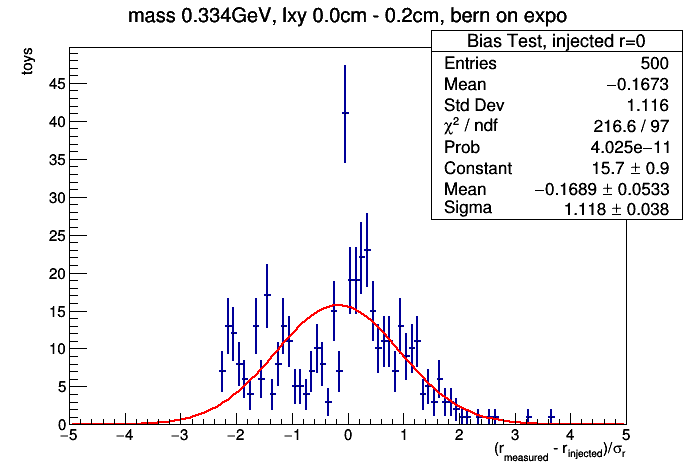 mass 0.334GeV, lxy 0.0cm - 0.2cm, bern on expo
toys
Bias Test, injected r=0
Entries 500
Mean −0.1673
Std Dev 1.116
χ² / ndf 216.6 / 97
Prob 4.025e−11
Constant 15.7 ± 0.9
Mean −0.1689 ± 0.0533
Sigma 1.118 ± 0.038
45
40
35
30
25
20
15
10
5
0
−5 −4 −3 −2 −1 0 1 2 3 4 5
(r_measured - r_injected)/σ_r